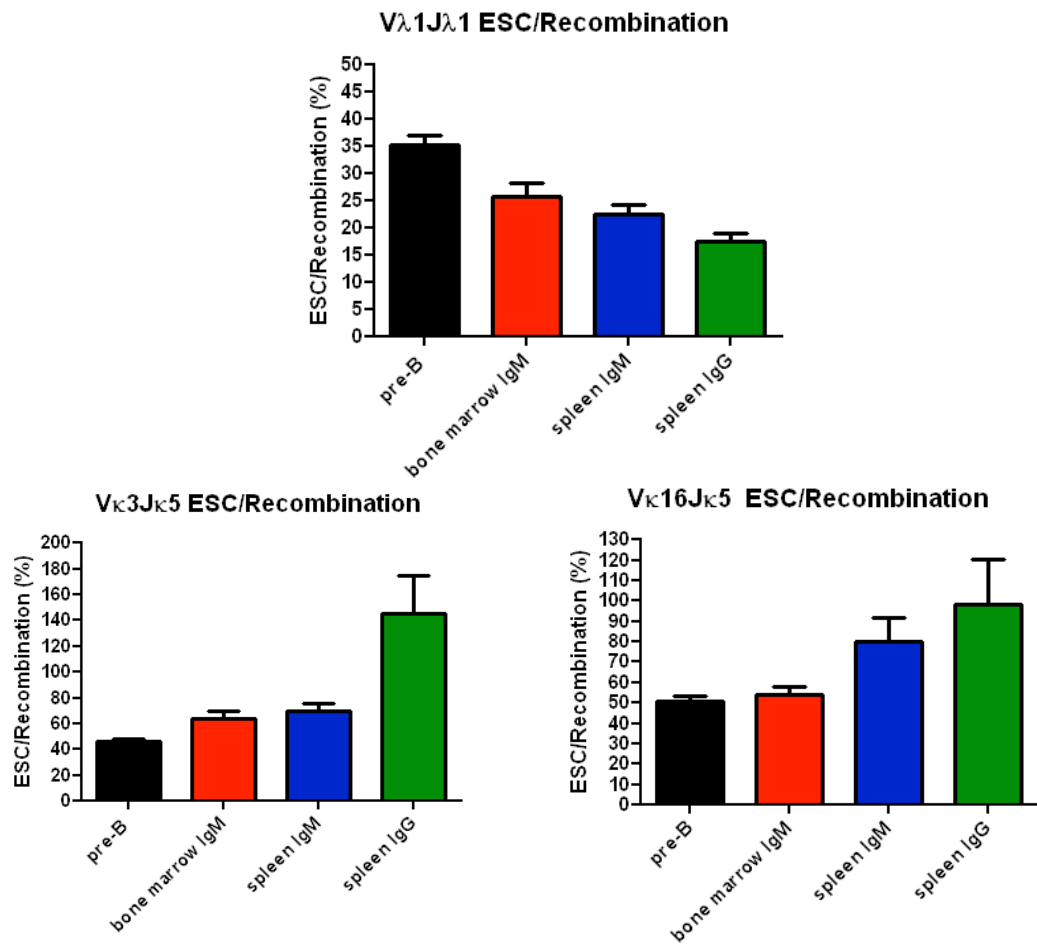 Vλ1Jλ1 ESC/Recombination
ESC/Recombination (%)
50
45
40
35
30
25
20
15
10
5
0
pre-B
bone marrow IgM
spleen IgM
spleen IgG
Vκ3Jκ5 ESC/Recombination
ESC/Recombination (%)
200
180
160
140
120
100
80
60
40
20
0
pre-B
bone marrow IgM
spleen IgM
spleen IgG
Vκ16Jκ5 ESC/Recombination
ESC/Recombination (%)
130
120
110
100
90
80
70
60
50
40
30
20
10
0
pre-B
bone marrow IgM
spleen IgM
spleen IgG